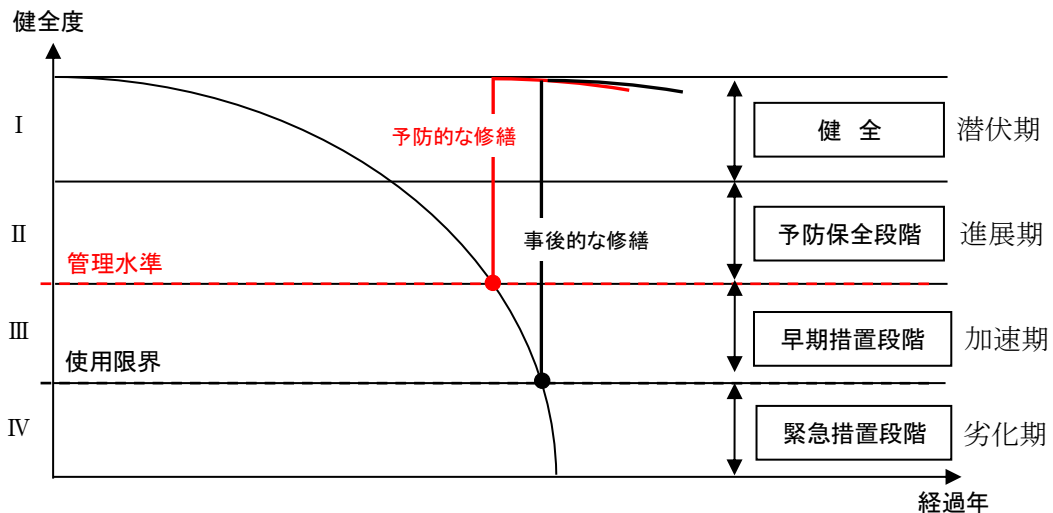 健全度
Ⅰ
予防的な修繕
健 全
潜伏期
Ⅱ
事後的な修繕
予防保全段階
進展期
管理水準
Ⅲ
早期措置段階
加速期
使用限界
Ⅳ
緊急措置段階
劣化期
経過年